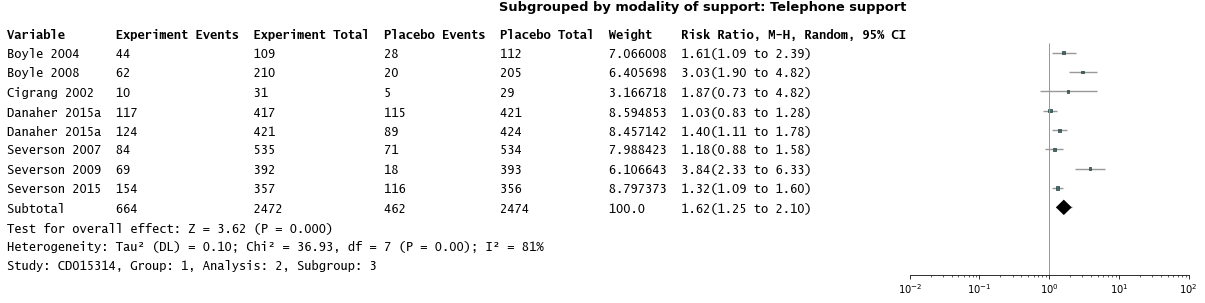 Subgrouped by modality of support: Telephone support
Variable Experiment Events Experiment Total Placebo Events Placebo Total Weight Risk Ratio, M-H, Random, 95% CI
Boyle 2004 44 109 28 112 7.066008 1.61(1.09 to 2.39)
Boyle 2008 62 210 20 205 6.405698 3.03(1.90 to 4.82)
Cigrang 2002 10 31 5 29 3.166718 1.87(0.73 to 4.82)
Danaher 2015a 117 417 115 421 8.594853 1.03(0.83 to 1.28)
Danaher 2015a 124 421 89 424 8.457142 1.40(1.11 to 1.78)
Severson 2007 84 535 71 534 7.988423 1.18(0.88 to 1.58)
Severson 2009 69 392 18 393 6.106643 3.84(2.33 to 6.33)
Severson 2015 154 357 116 356 8.797373 1.32(1.09 to 1.60)
Subtotal 664 2472 462 2474 100.0 1.62(1.25 to 2.10)
Test for overall effect: Z = 3.62 (P = 0.000)
Heterogeneity: Tau² (DL) = 0.10; Chi² = 36.93, df = 7 (P = 0.00); I² = 81%
Study: CD015314, Group: 1, Analysis: 2, Subgroup: 3
10⁻² 10⁻¹ 10⁰ 10¹ 10²